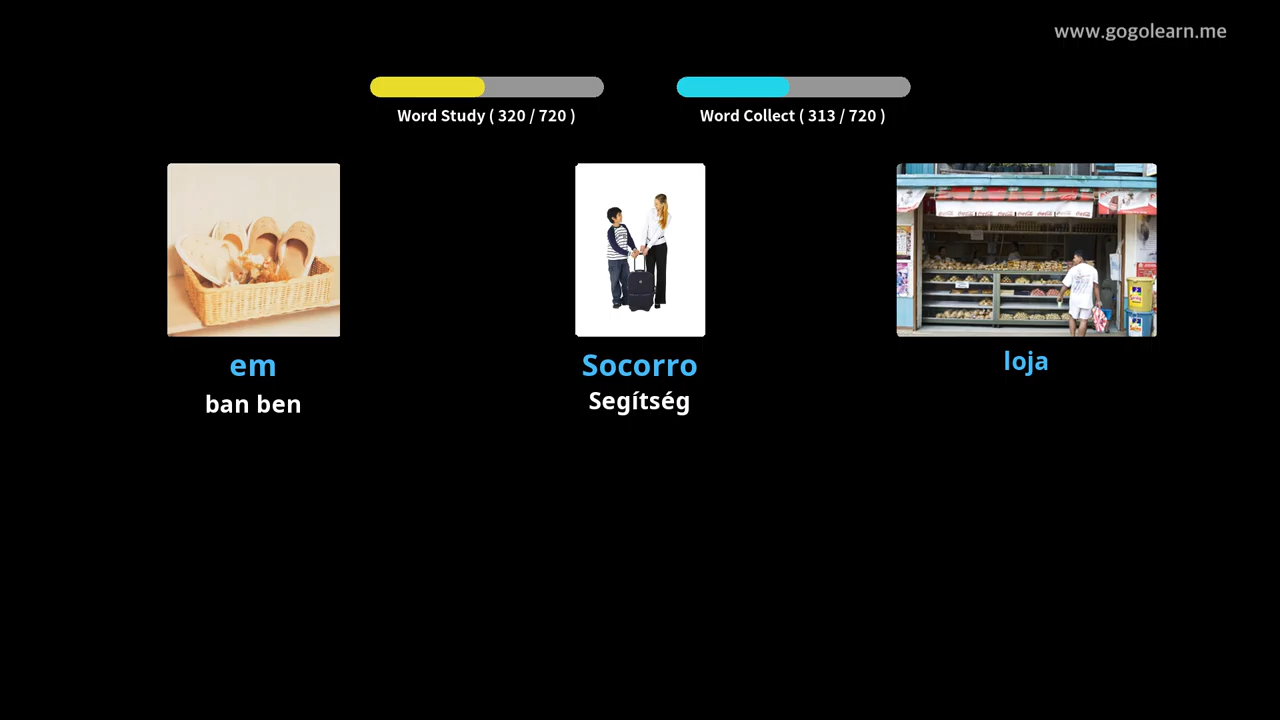 www.gogolearn.me
Word Study ( 320 / 720 )
Word Collect ( 313 / 720 )
em
ban ben
Socorro
Segítség
loja